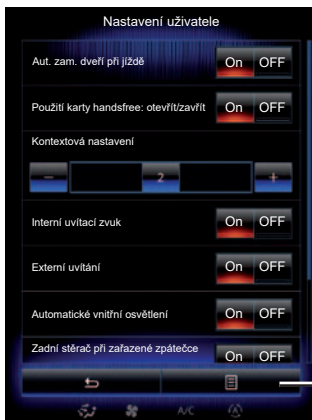 Nastavení uživatele
Aut. zam. dveří při jíždě On OFF
Použití karty handsfree: otevřít/zavřít On OFF
Kontextová nastavení
− 2 +
Interní uvítací zvuk On OFF
Externí uvítání On OFF
Automatické vnitřní osvětlení On OFF
Zadní stěrač při zařazené zpátečce On OFF
A/C